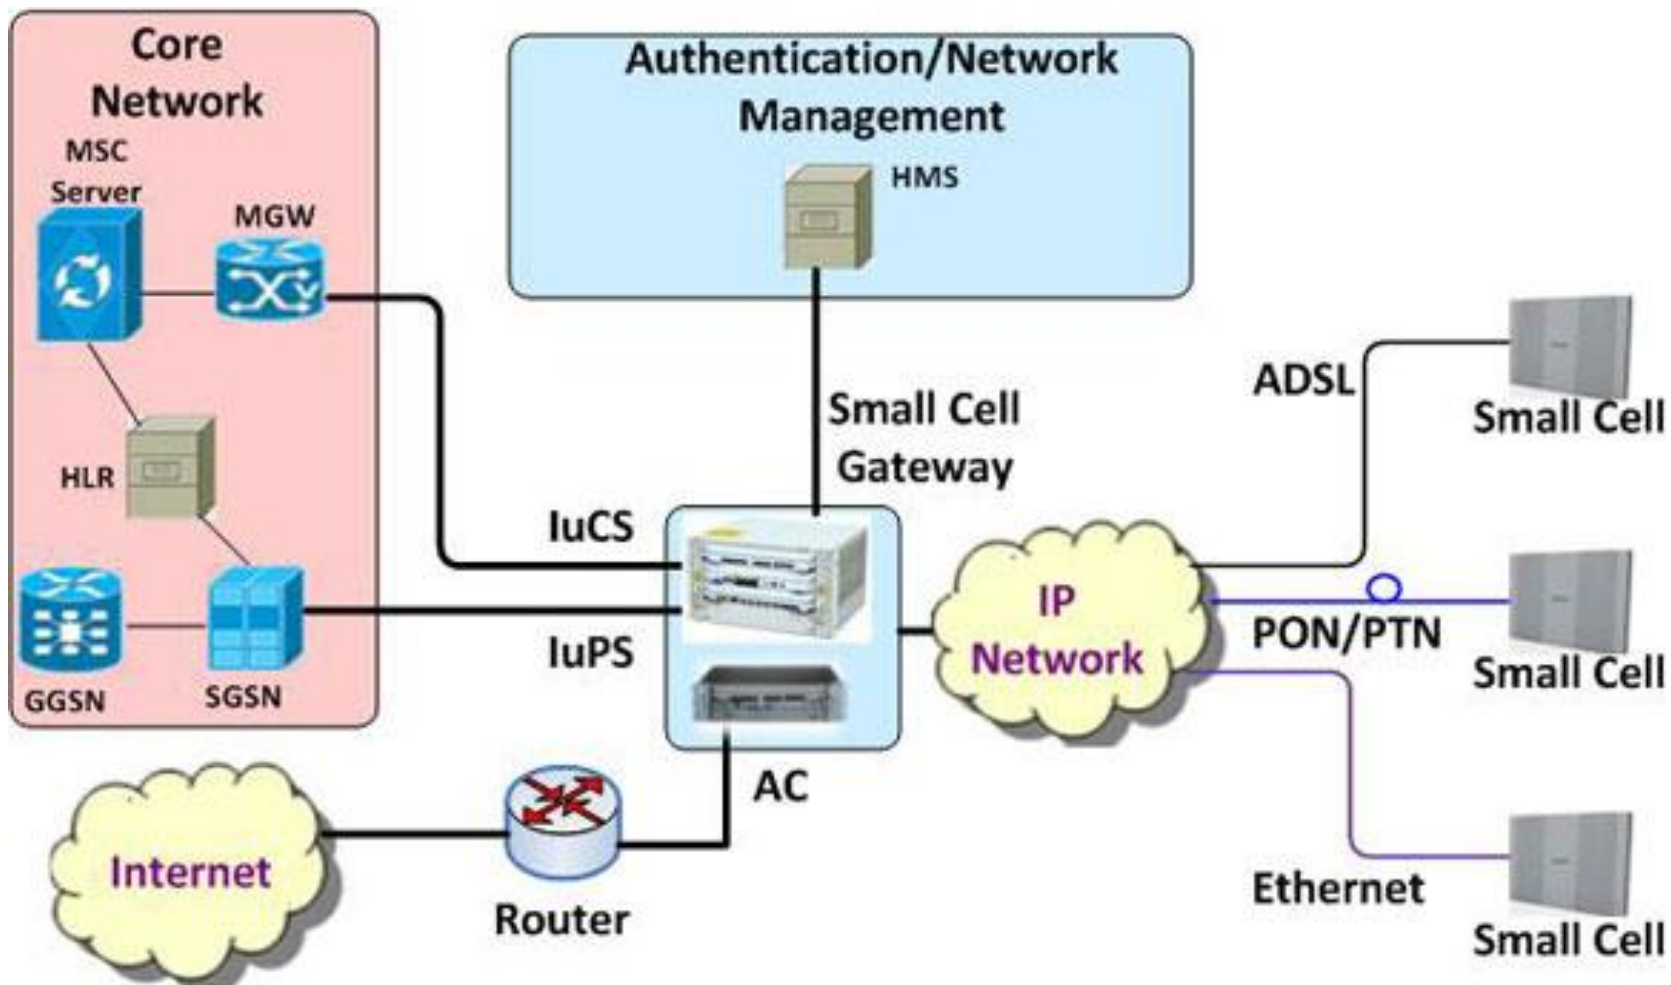 Core
Network
MSC
Server
MGW
HLR
GGSN
SGSN
Authentication/Network
Management
HMS
Small Cell
Gateway
IuCS
IuPS
AC
IP
Network
ADSL
Small Cell
PON/PTN
Small Cell
Ethernet
Small Cell
Internet
Router